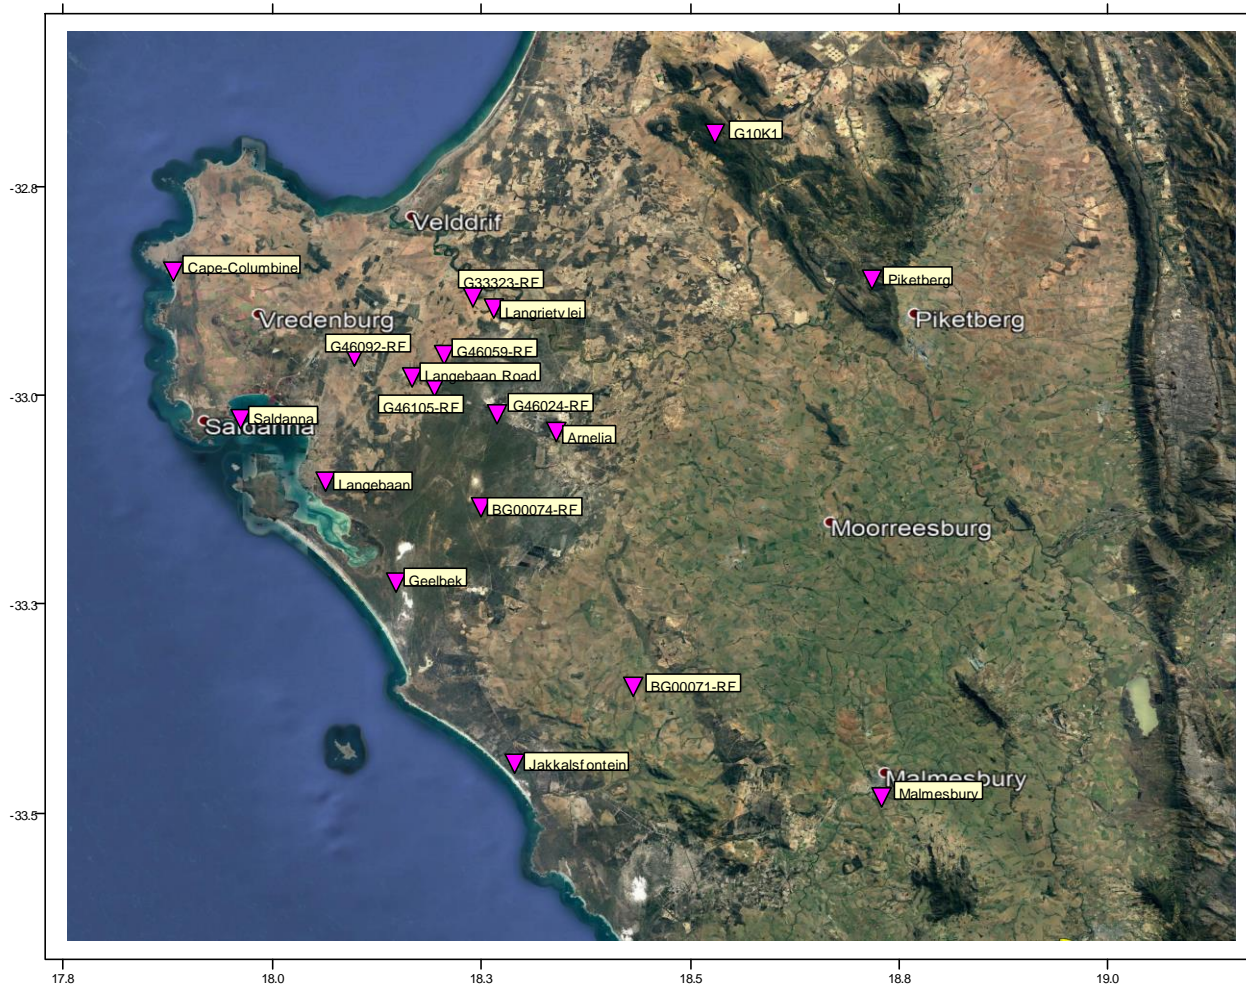 G10K1
-32.8
Velddrif
Cape-Columbine
G33323-RF
Piketberg
Langrietvlei
Vredenburg
Piketberg
G46092-RF
G46059-RF
Langebaan Road
-33.0
G46105-RF
G46024-RF
Saldanna
Saldanna
Arnelia
Langebaan
BG00074-RF
Moorreesburg
Geelbek
-33.3
BG00071-RF
Jakkalsfontein
Malmesbury
Malmesbury
-33.5
17.8 18.0 18.3 18.5 18.8 19.0